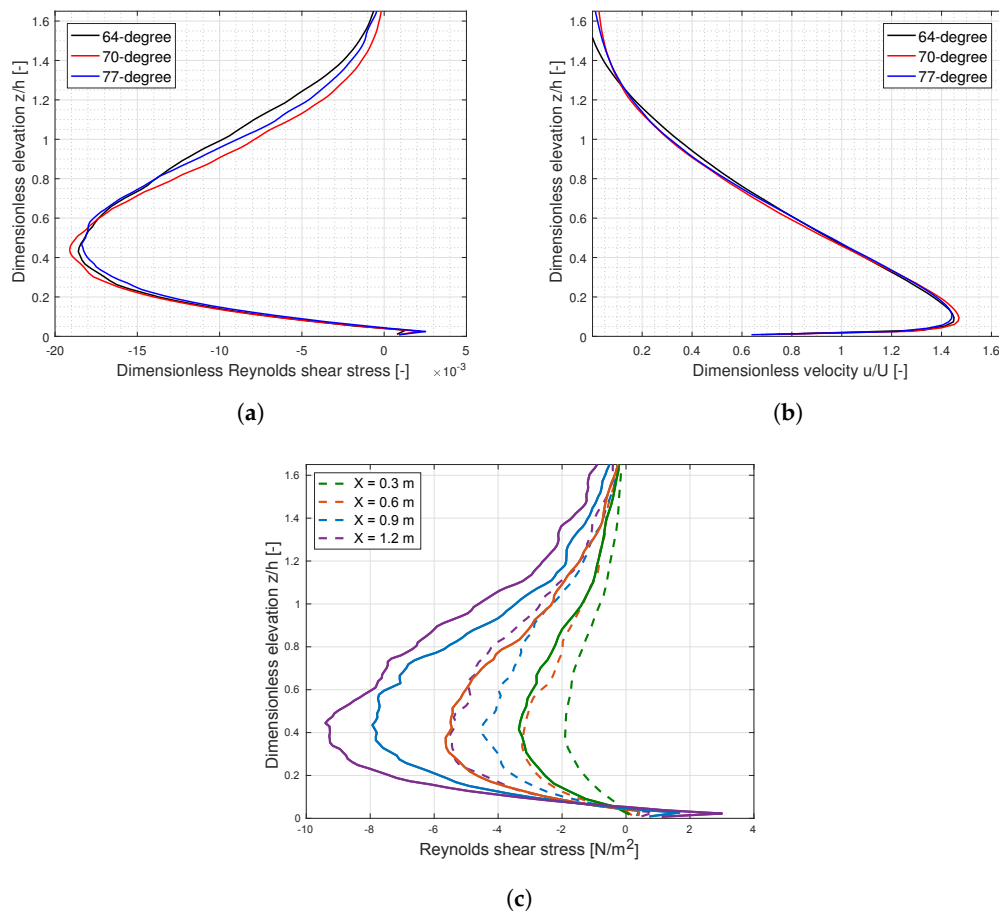 64-degree
70-degree
77-degree
1.6
1.4
1.2
1
0.8
0.6
0.4
0.2
0
Dimensionless elevation z/h [-]
-20 -15 -10 -5 0 5
Dimensionless Reynolds shear stress [-] × 10-3
(a)
64-degree
70-degree
77-degree
1.6
1.4
1.2
1
0.8
0.6
0.4
0.2
0
Dimensionless elevation z/h [-]
0.2 0.4 0.6 0.8 1 1.2 1.4 1.6
Dimensionless velocity u/U [-]
(b)
X = 0.3 m
X = 0.6 m
X = 0.9 m
X = 1.2 m
1.6
1.4
1.2
1
0.8
0.6
0.4
0.2
0
Dimensionless elevation z/h [-]
-10 -8 -6 -4 -2 0 2 4
Reynolds shear stress [N/m2]
(c)